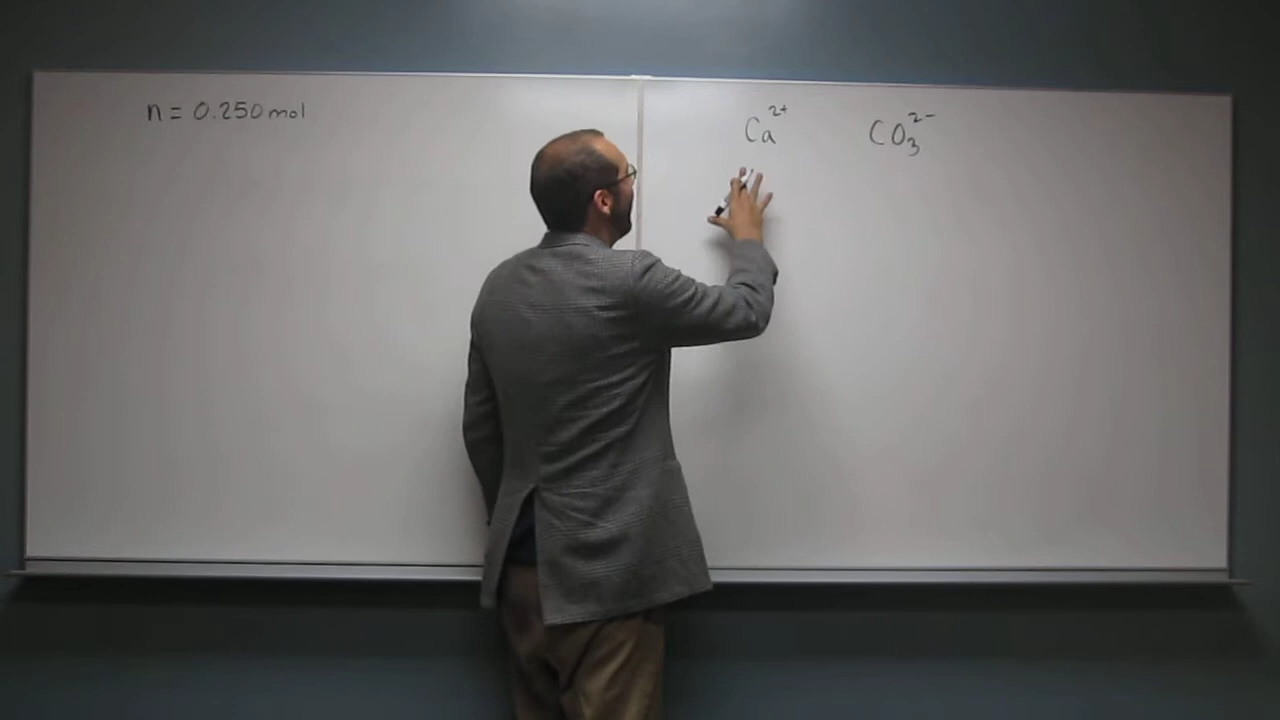 n = 0.250 mol
Ca²⁺ CO₃²⁻